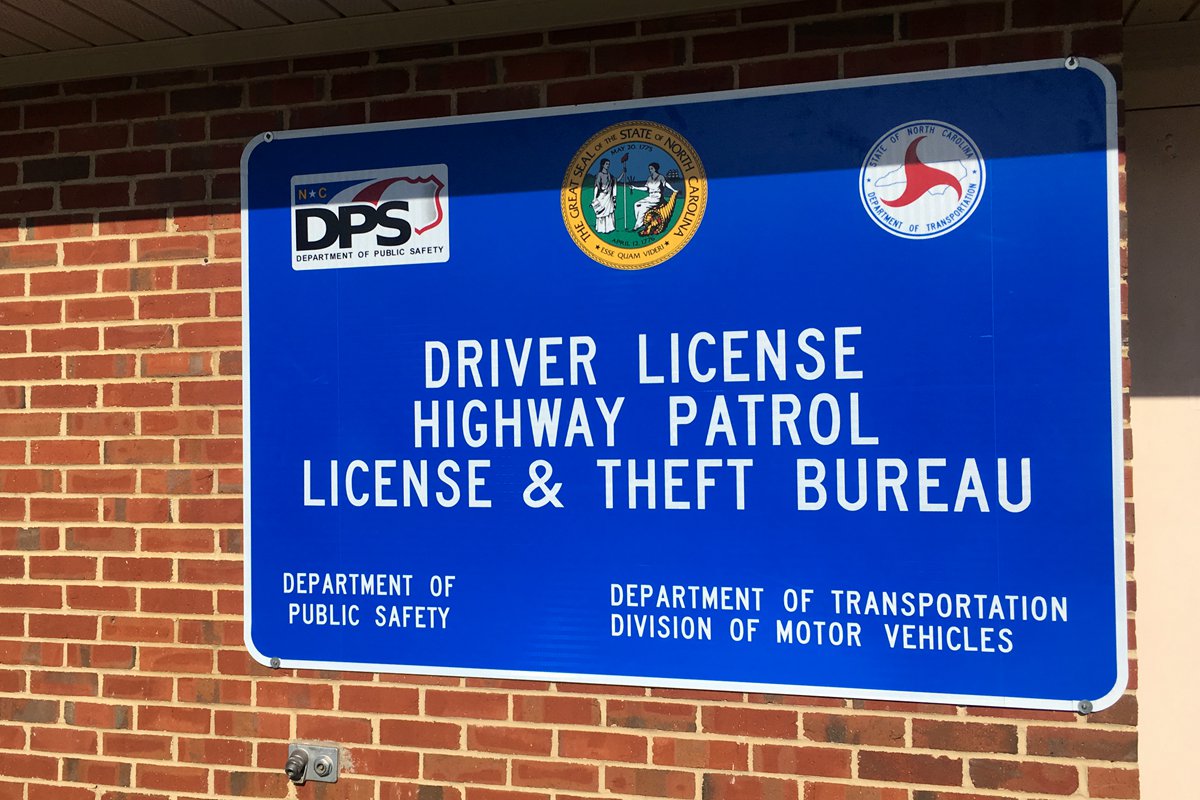 N★C
DPS
DEPARTMENT OF PUBLIC SAFETY
THE GREAT SEAL OF THE STATE OF NORTH CAROLINA
MAY 20, 1775
APRIL 12, 1776
★ ESSE QUAM VIDERI ★
STATE OF NORTH CAROLINA
★ DEPARTMENT OF TRANSPORTATION ★
DRIVER LICENSE
HIGHWAY PATROL
LICENSE & THEFT BUREAU
DEPARTMENT OF
PUBLIC SAFETY
DEPARTMENT OF TRANSPORTATION
DIVISION OF MOTOR VEHICLES